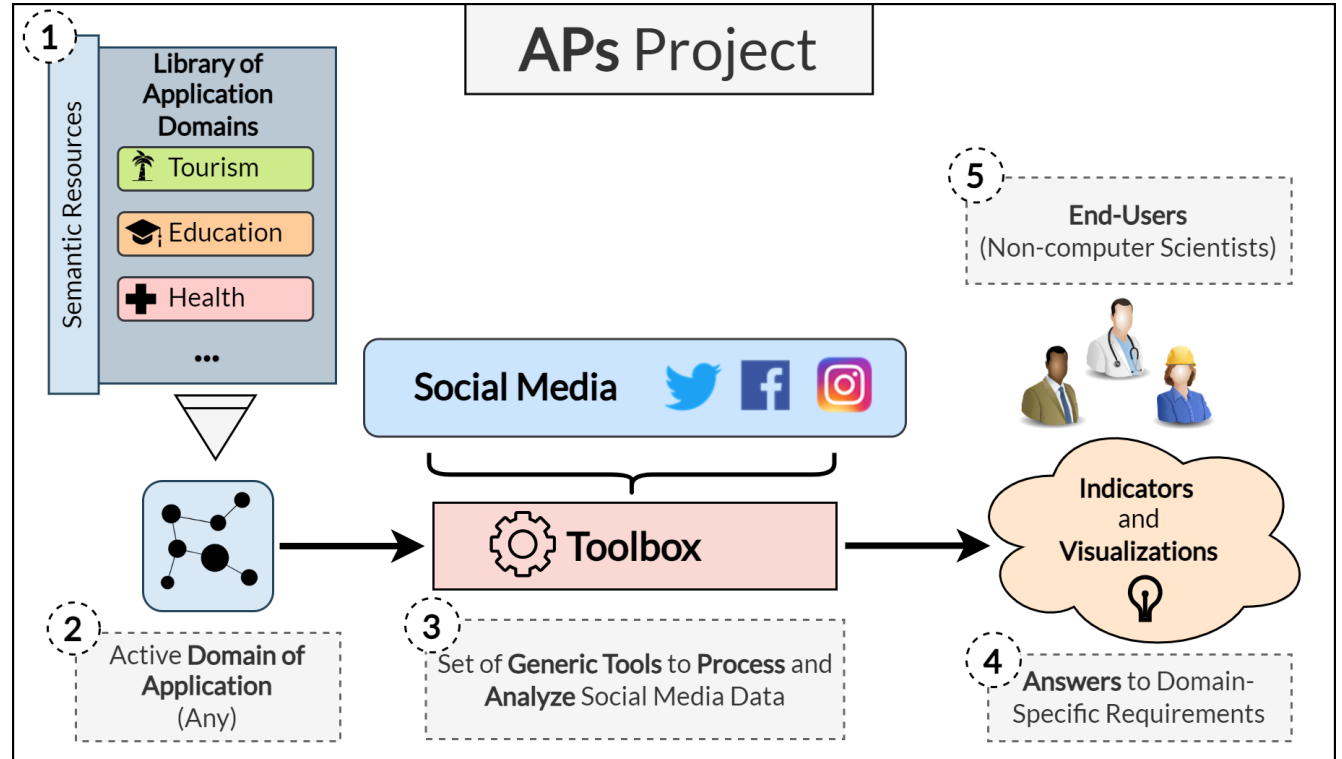 APs Project
1
Semantic Resources
Library of
Application
Domains
Tourism
Education
Health
...
Social Media
Toolbox
2
Active Domain of
Application
(Any)
3
Set of Generic Tools to Process and
Analyze Social Media Data
5
End-Users
(Non-computer Scientists)
Indicators
and
Visualizations
4
Answers to Domain-
Specific Requirements